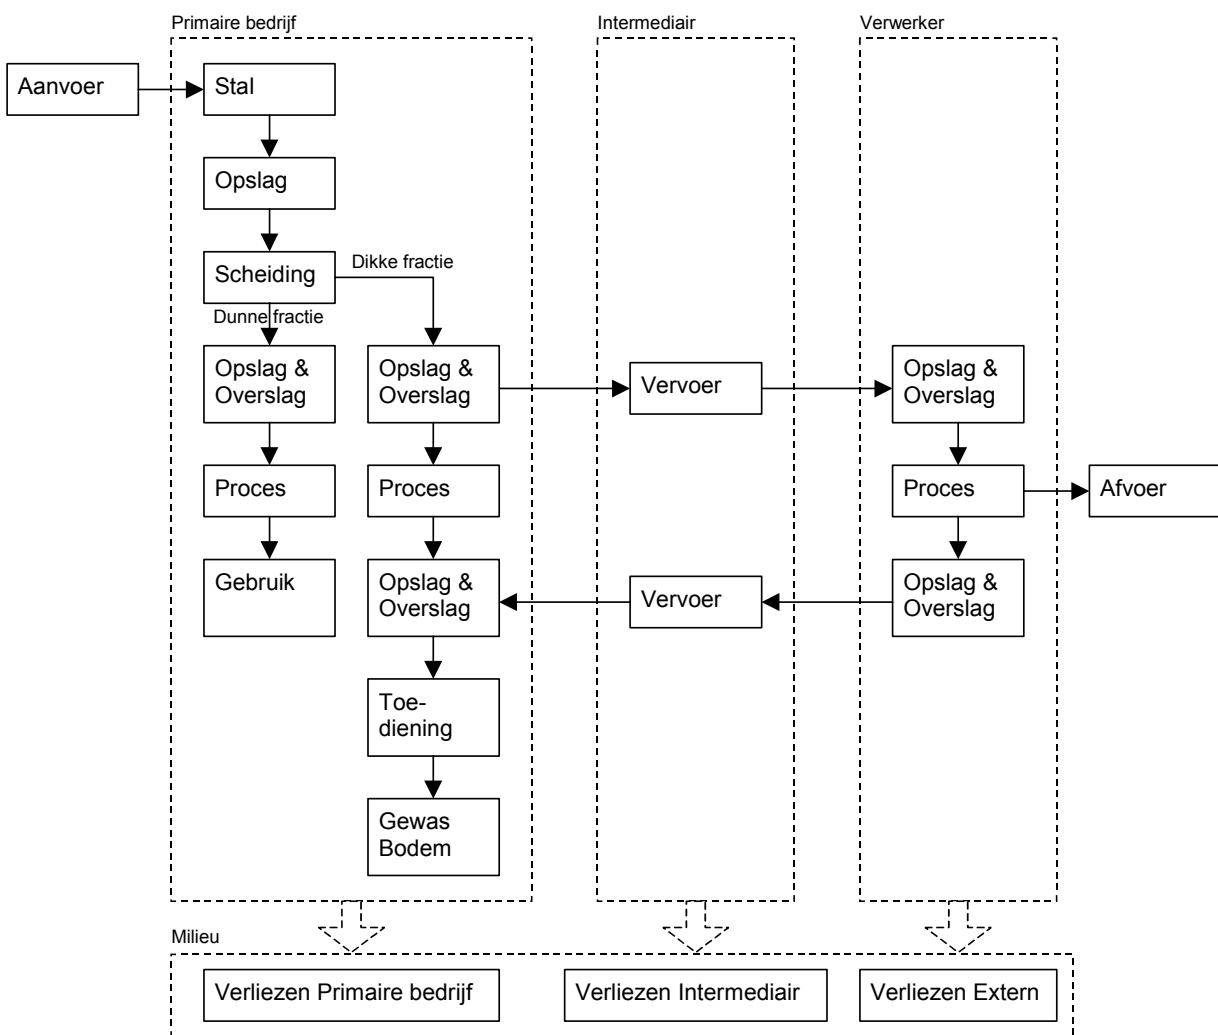 Primaire bedrijf
Intermediair
Verwerker
Aanvoer
Stal
Opslag
Scheiding
Dikke fractie
Dunne fractie
Opslag &
Overslag
Opslag &
Overslag
Vervoer
Opslag &
Overslag
Proces
Proces
Proces
Afvoer
Gebruik
Opslag &
Overslag
Vervoer
Opslag &
Overslag
Toe-
diening
Gewas
Bodem
Milieu
Verliezen Primaire bedrijf
Verliezen Intermediair
Verliezen Extern